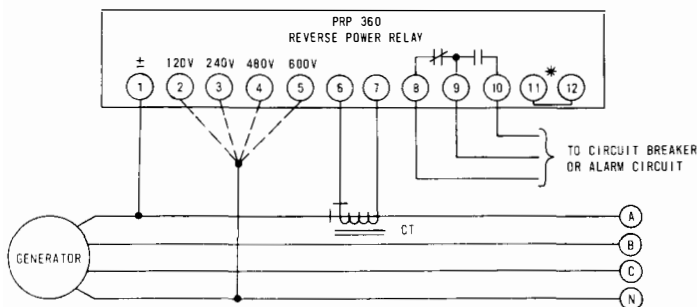 PRP 360
REVERSE POWER RELAY
± 120V 240V 480V 600V *
1 2 3 4 5 6 7 8 9 10 11 12
TO CIRCUIT BREAKER
OR ALARM CIRCUIT
CT
GENERATOR
A
B
C
N